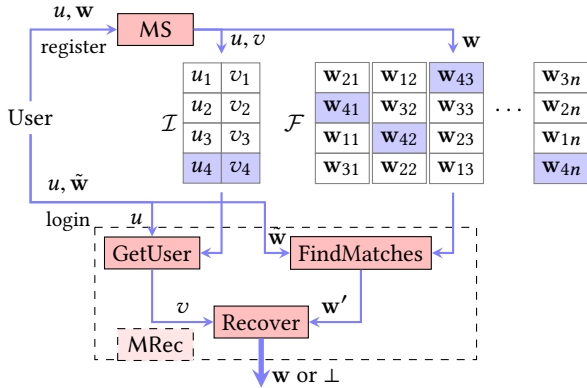 u, w
MS
register
u, v
w
User
I
u1 v1
u2 v2
u3 v3
u4 v4
F
w21 w12 w43 ... w3n
w41 w32 w33 w2n
w11 w42 w23 w1n
w31 w22 w13 w4n
u, w̃
login
u
w̃
GetUser
FindMatches
v
w′
Recover
MRec
w or ⊥